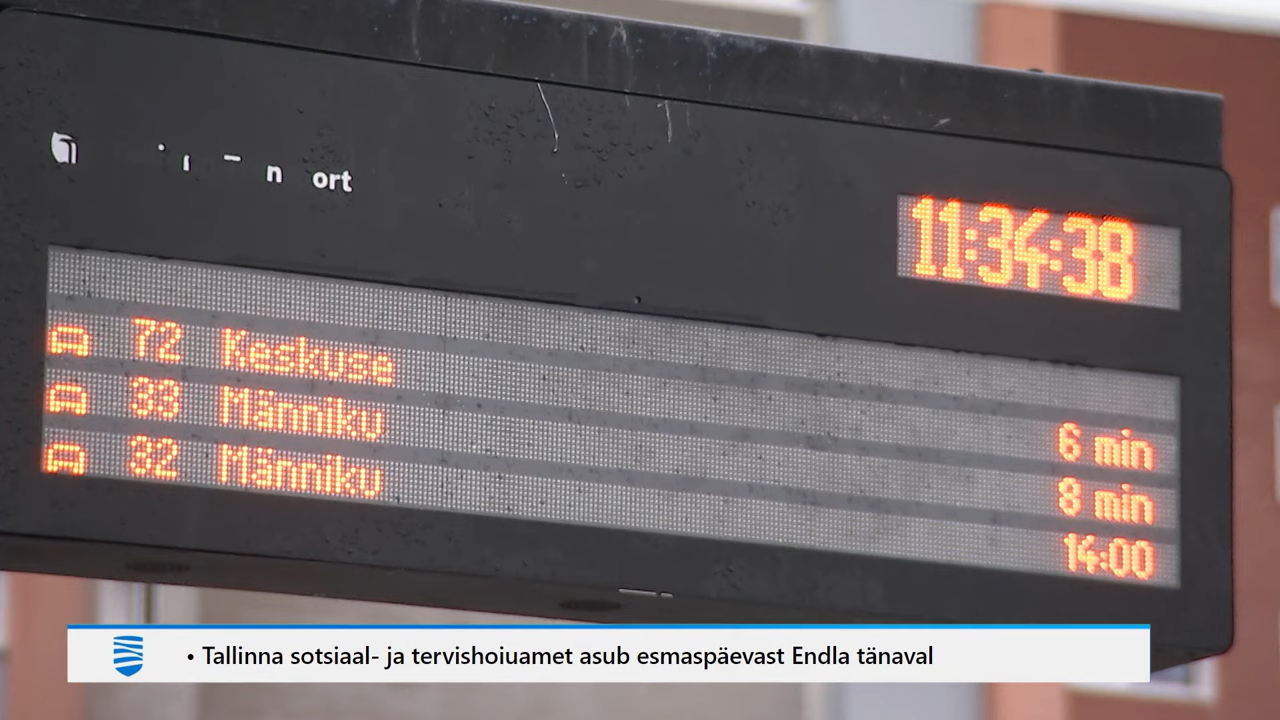 n ort
11:34:38
72 Keskuse 6 min
33 Männiku 8 min
32 Männiku 14:00
• Tallinna sotsiaal- ja tervishoiuamet asub esmaspäevast Endla tänaval